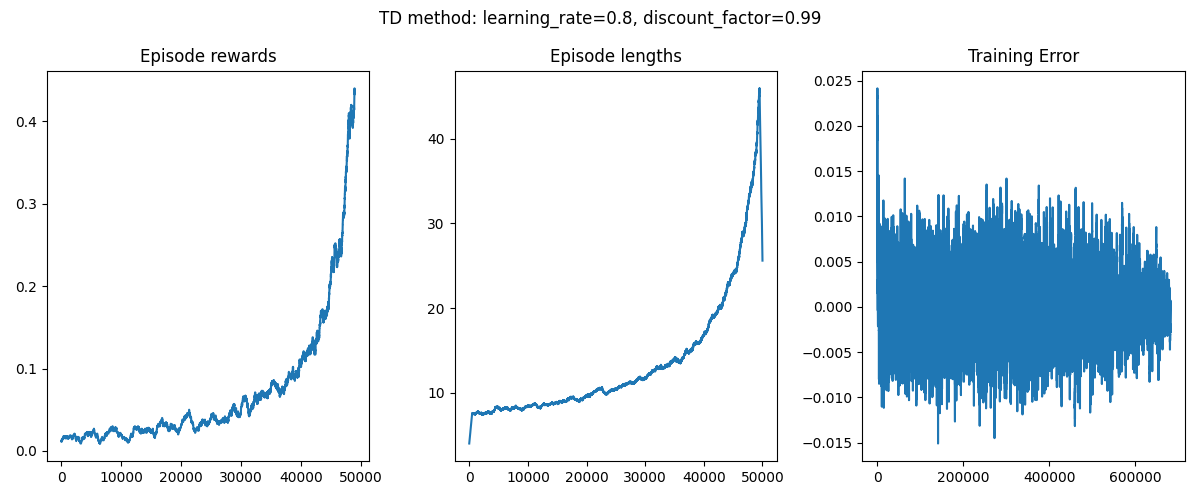 TD method: learning_rate=0.8, discount_factor=0.99
Episode rewards
Episode lengths
Training Error
0.4
0.3
0.2
0.1
0.0
0 10000 20000 30000 40000 50000
40
30
20
10
0 10000 20000 30000 40000 50000
0.025
0.020
0.015
0.010
0.005
0.000
−0.005
−0.010
−0.015
0 200000 400000 600000